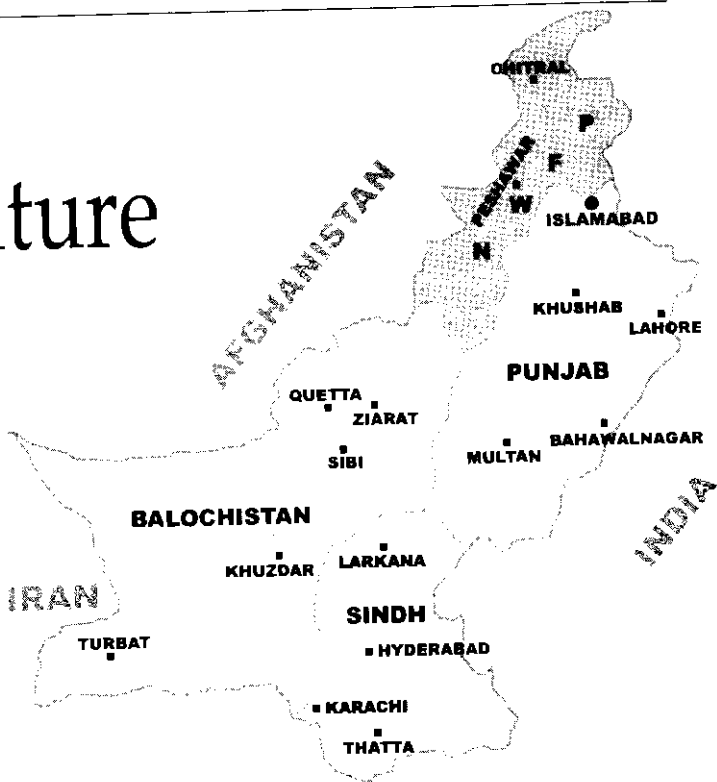 CHITRAL
P
F
PESHAWAR
W
ISLAMABAD
ture
AFGHANISTAN
N
KHUSHAB
LAHORE
PUNJAB
QUETTA
ZIARAT
BAHAWALNAGAR
MULTAN
SIBI
INDIA
BALOCHISTAN
LARKANA
KHUZDAR
IRAN
SINDH
TURBAT
HYDERABAD
KARACHI
THATTA